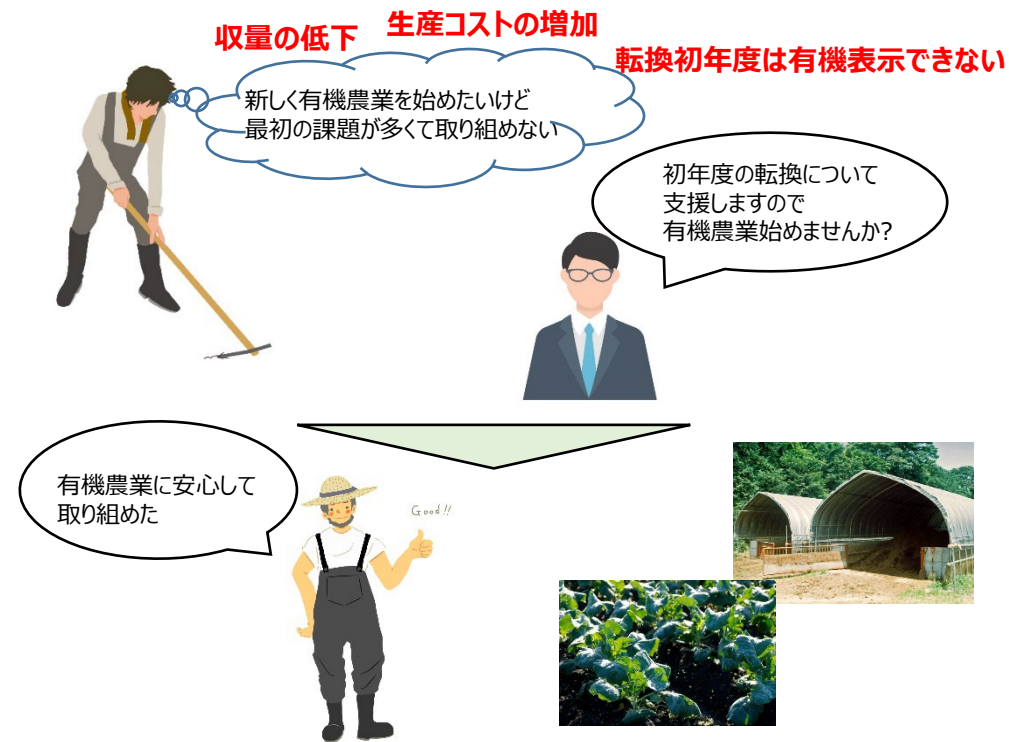 収量の低下
生産コストの増加
転換初年度は有機表示できない
新しく有機農業を始めたいけど
最初の課題が多くて取り組めない
初年度の転換について
支援しますので
有機農業始めませんか?
有機農業に安心して
取り組めた
Good!!